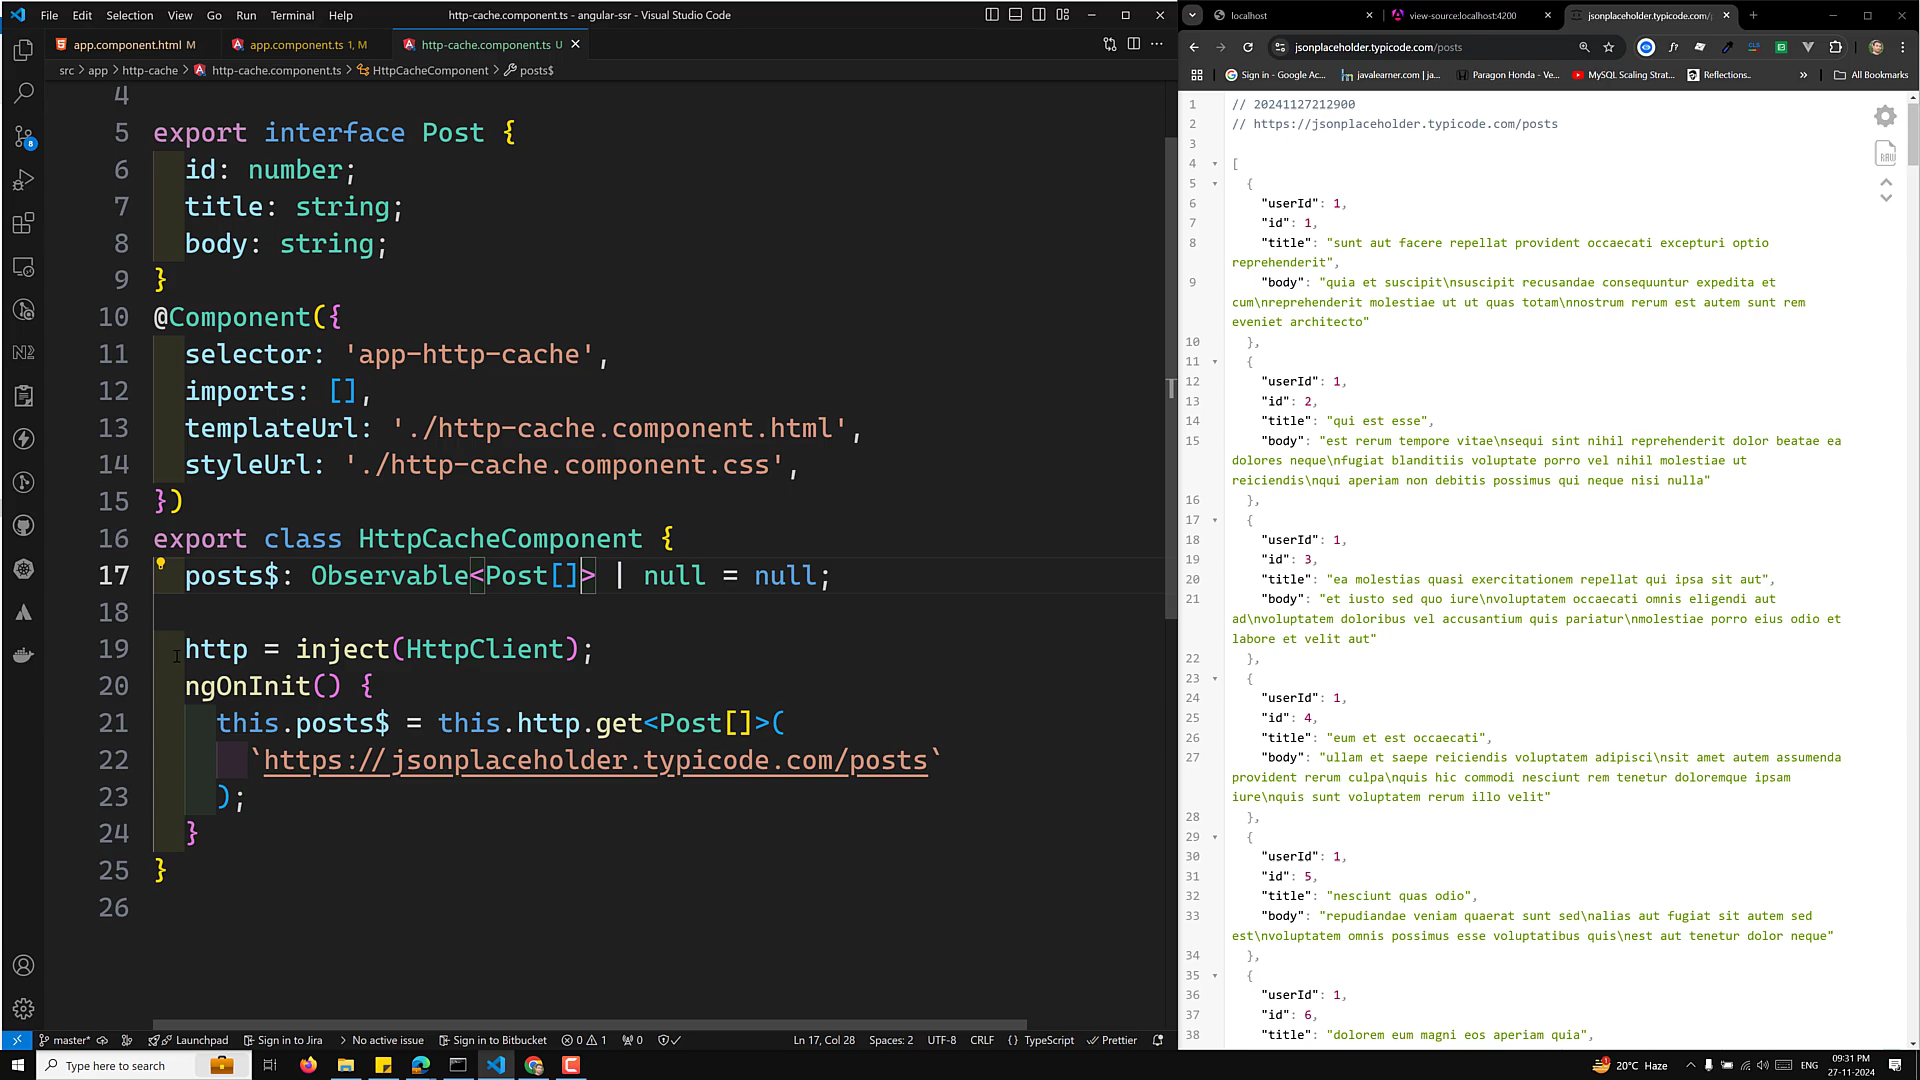 File Edit Selection View Go Run Terminal Help
http-cache.component.ts - angular-ssr - Visual Studio Code
app.component.html M
app.component.ts 1, M
http-cache.component.ts U
src > app > http-cache > http-cache.component.ts > HttpCacheComponent > posts$
4
5 export interface Post {
6 id: number;
7 title: string;
8 body: string;
9 }
10 @Component({
11 selector: 'app-http-cache',
12 imports: [],
13 templateUrl: './http-cache.component.html',
14 styleUrl: './http-cache.component.css',
15 })
16 export class HttpCacheComponent {
17 posts$: Observable<Post[]> | null = null;
18
19 http = inject(HttpClient);
20 ngOnInit() {
21 this.posts$ = this.http.get<Post[]>(
22 `https://jsonplaceholder.typicode.com/posts`
23 );
24 }
25 }
26
8
master*
Launchpad
Sign in to Jira
No active issue
Sign in to Bitbucket
0 1
0
Ln 17, Col 28
Spaces: 2
UTF-8
CRLF
{ } TypeScript
Prettier
localhost
view-source:localhost:4200
jsonplaceholder.typicode.com/
jsonplaceholder.typicode.com/posts
Sign in - Google Ac...
javalearner.com | ja...
Paragon Honda - Ve...
MySQL Scaling Strat...
Reflections..
»
All Bookmarks
1 // 20241127212900
2 // https://jsonplaceholder.typicode.com/posts
3
4 [
5 {
6 "userId": 1,
7 "id": 1,
8 "title": "sunt aut facere repellat provident occaecati excepturi optio
reprehenderit",
9 "body": "quia et suscipit\nsuscipit recusandae consequuntur expedita et
cum\nreprehenderit molestiae ut ut quas totam\nnostrum rerum est autem sunt rem
eveniet architecto"
10 },
11 {
12 "userId": 1,
13 "id": 2,
14 "title": "qui est esse",
15 "body": "est rerum tempore vitae\nsequi sint nihil reprehenderit dolor beatae ea
dolores neque\nfugiat blanditiis voluptate porro vel nihil molestiae ut
reiciendis\nqui aperiam non debitis possimus qui neque nisi nulla"
16 },
17 {
18 "userId": 1,
19 "id": 3,
20 "title": "ea molestias quasi exercitationem repellat qui ipsa sit aut",
21 "body": "et iusto sed quo iure\nvoluptatem occaecati omnis eligendi aut
ad\nvoluptatem doloribus vel accusantium quis pariatur\nmolestiae porro eius odio et
labore et velit aut"
22 },
23 {
24 "userId": 1,
25 "id": 4,
26 "title": "eum et est occaecati",
27 "body": "ullam et saepe reiciendis voluptatem adipisci\nsit amet autem assumenda
provident rerum culpa\nquis hic commodi nesciunt rem tenetur doloremque ipsam
iure\nquis sunt voluptatem rerum illo velit"
28 },
29 {
30 "userId": 1,
31 "id": 5,
32 "title": "nesciunt quas odio",
33 "body": "repudiandae veniam quaerat sunt sed\nalias aut fugiat sit autem sed
est\nvoluptatem omnis possimus esse voluptatibus quis\nest aut tenetur dolor neque"
34 },
35 {
36 "userId": 1,
37 "id": 6,
38 "title": "dolorem eum magni eos aperiam quia",
RAW
Type here to search
20°C Haze
ENG
09:31 PM
27-11-2024